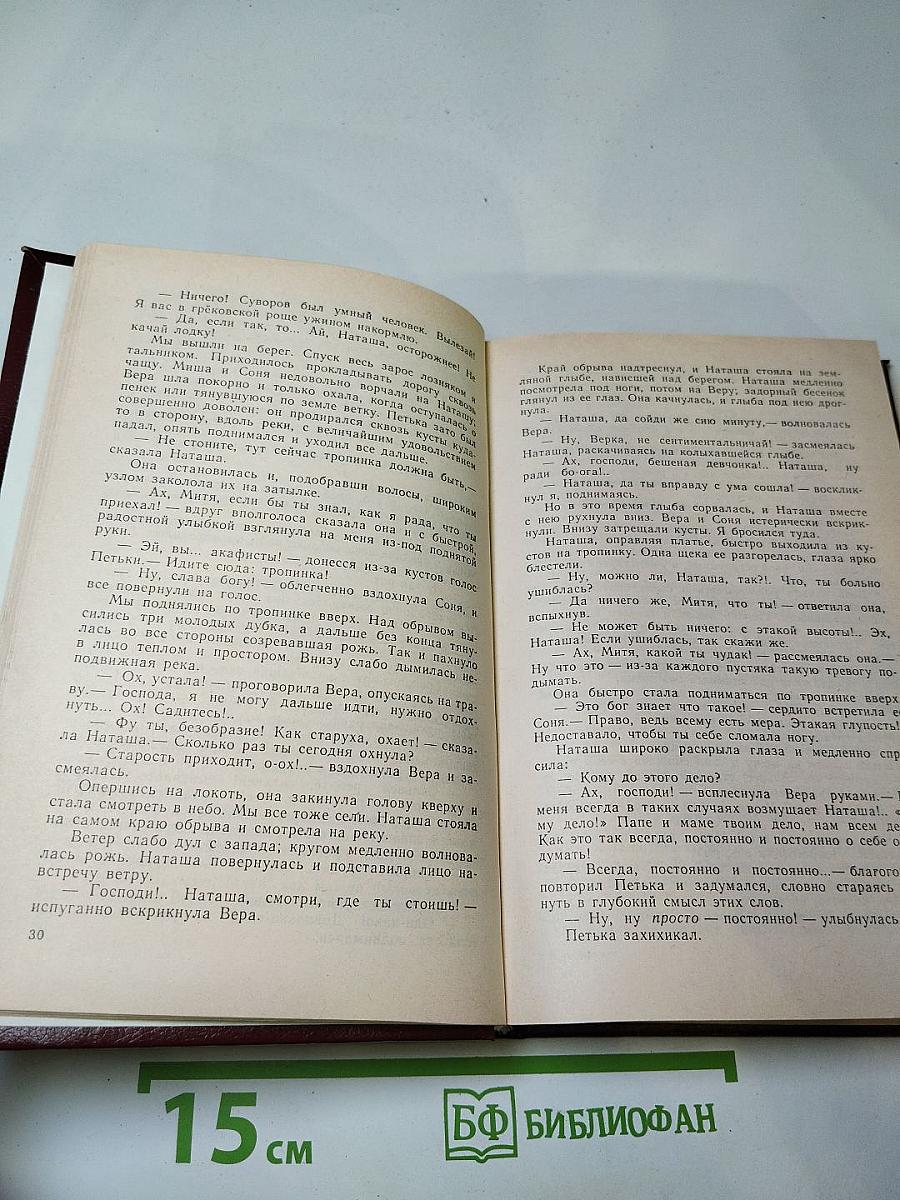 — Ничего! Суворов был умный человек. Вылезай!
Я вас в грёковской роще ужином накормлю.
— Да, если так, то... Ай, Наташа, осторожнее! Не
качай лодку!
Мы вышли на берег. Спуск весь зарос лозняком и
тальником. Приходилось прокладывать дорогу сквозь
чащу. Миша и Соня недовольно ворчали на Наташу;
Вера шла покорно и только охала, когда оступалась о
пенек или тянувшуюся по земле ветку. Петька зато был
совершенно доволен: он продирался сквозь кусты куда-
то в сторону, вдоль реки, с величайшим удовольствием
падал, опять поднимался и уходил все дальше.
— Не стоните, тут сейчас тропинка должна быть,—
сказала Наташа.
Она остановилась и, подобравши волосы, широким
узлом заколола их на затылке.
— Ах, Митя, если бы ты знал, как я рада, что ты
приехал! — вдруг вполголоса сказала она и с быстрой,
радостной улыбкой взглянула на меня из-под поднятой
руки.
— Эй, вы... акафисты! — донесся из-за кустов голос
Петьки.— Идите сюда: тропинка!
— Ну, слава богу! — облегченно вздохнула Соня, и
все повернули на голос.
Мы поднялись по тропинке вверх. Над обрывом вы-
сились три молодых дубка, а дальше без конца тяну-
лась во все стороны созревавшая рожь. Так и пахнуло
в лицо теплом и простором. Внизу слабо дымилась не-
подвижная река.
— Ох, устала! — проговорила Вера, опускаясь на тра-
ву.— Господа, я не могу дальше идти, нужно отдох-
нуть... Ох! Садитесь!..
— Фу ты, безобразие! Как старуха, охает! — сказа-
ла Наташа.— Сколько раз ты сегодня охнула?
— Старость приходит, о-ох!..— вздохнула Вера и за-
смеялась.
Опершись на локоть, она закинула голову кверху и
стала смотреть в небо. Мы все тоже сели. Наташа стояла
на самом краю обрыва и смотрела на реку.
Ветер слабо дул с запада; кругом медленно волнова-
лась рожь. Наташа повернулась и подставила лицо на-
встречу ветру.
— Господи!.. Наташа, смотри, где ты стоишь! —
испуганно вскрикнула Вера.
30
Край обрыва надтреснул, и Наташа стояла на зем-
ляной глыбе, нависшей над берегом. Наташа медленно
посмотрела под ноги, потом на Веру; задорный бесенок
глянул из ее глаз. Она качнулась, и глыба под нею дрог-
нула.
— Наташа, да сойди же сию минуту,— волновалась
Вера.
— Ну, Верка, не сентиментальничай! — засмеялась
Наташа, раскачиваясь на колыхавшейся глыбе.
— Ах, господи, бешеная девчонка!.. Наташа, ну
ради бо-ога!..
— Наташа, да ты вправду с ума сошла! — восклик-
нул я, поднимаясь.
Но в это время глыба сорвалась, и Наташа вместе
с нею рухнула вниз. Вера и Соня истерически вскрик-
нули. Внизу затрещали кусты. Я бросился туда.
Наташа, оправляя платье, быстро выходила из ку-
стов на тропинку. Одна щека ее разгорелась, глаза ярко
блестели.
— Ну, можно ли, Наташа, так?!. Что, ты больно
ушиблась?
— Да ничего же, Митя, что ты! — ответила она,
вспыхнув.
— Не может быть ничего: с этакой высоты!.. Эх,
Наташа! Если ушиблась, так скажи же.
— Ах, Митя, какой ты чудак! — рассмеялась она.—
Ну что это — из-за каждого пустяка такую тревогу по-
дымать.
Она быстро стала подниматься по тропинке вверх
— Это бог знает что такое! — сердито встретила ее
Соня.— Право, ведь всему есть мера. Этакая глупость!
Недоставало, чтобы ты себе сломала ногу.
Наташа широко раскрыла глаза и медленно спр
сила:
— Кому до этого дело?
— Ах, господи! — всплеснула Вера руками.—
меня всегда в таких случаях возмущает Наташа!.. «
му дело!» Папе и маме твоим дело, нам всем де
Как это так всегда, постоянно и постоянно о себе о
думать!
— Всегда, постоянно и постоянно...— благого
повторил Петька и задумался, словно стараясь
нуть в глубокий смысл этих слов.
— Ну, ну просто — постоянно! — улыбнулась
Петька захихикал.
15 см
БФ БИБЛИОФАН